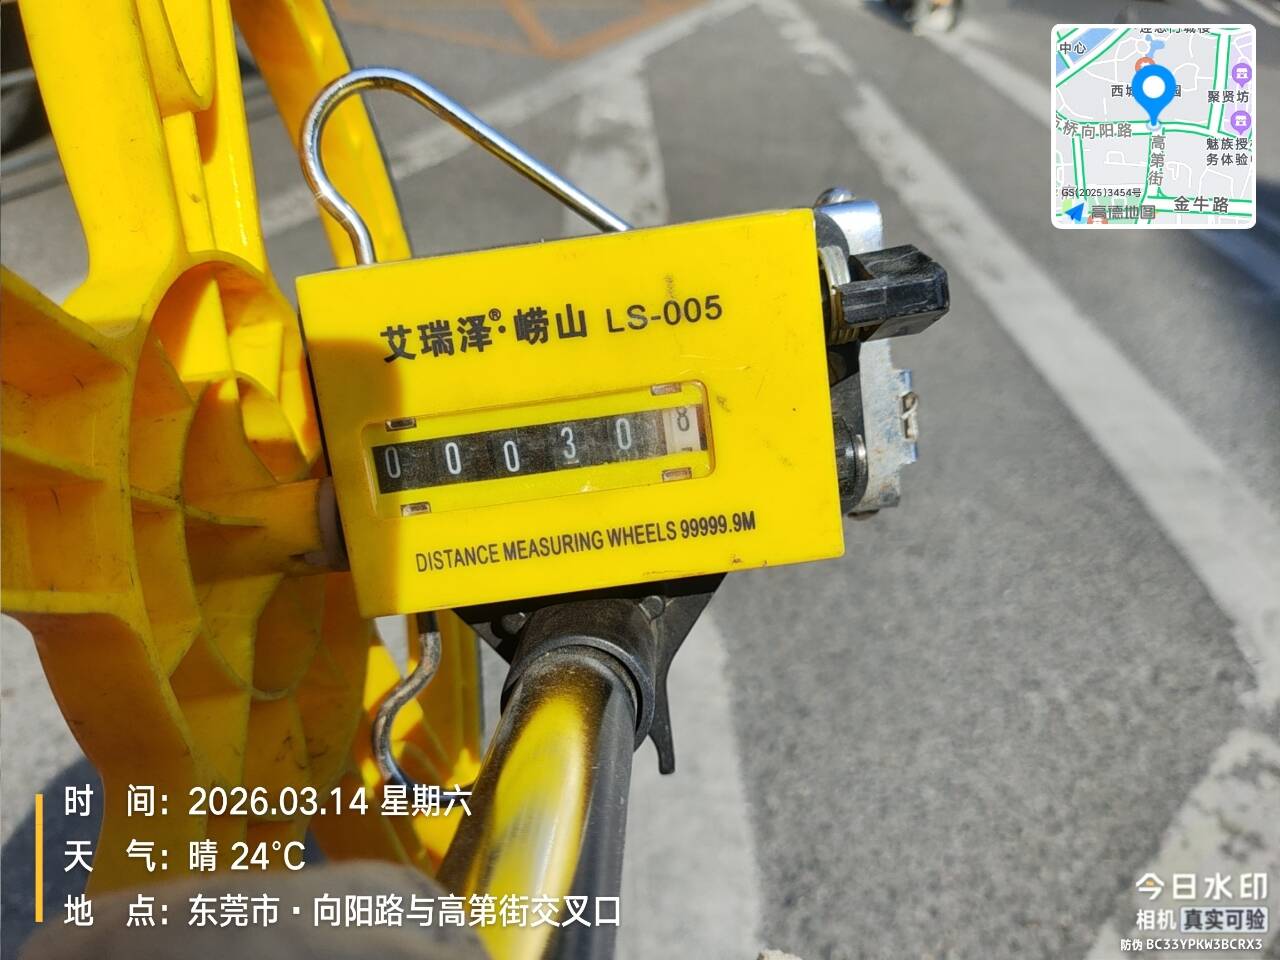 艾瑞泽®·崂山 LS-005
0 0 0 3 0 8
DISTANCE MEASURING WHEELS 99999.9M
中心
聚贤坊
向阳路
魅族授
务体验
高第街
GS(2025)3454号
高德地图
金牛路
时 间：2026.03.14 星期六
天 气：晴 24°C
地 点：东莞市·向阳路与高第街交叉口
今日水印
相机 真实可验
防伪 BC33YPKW3BCRX3